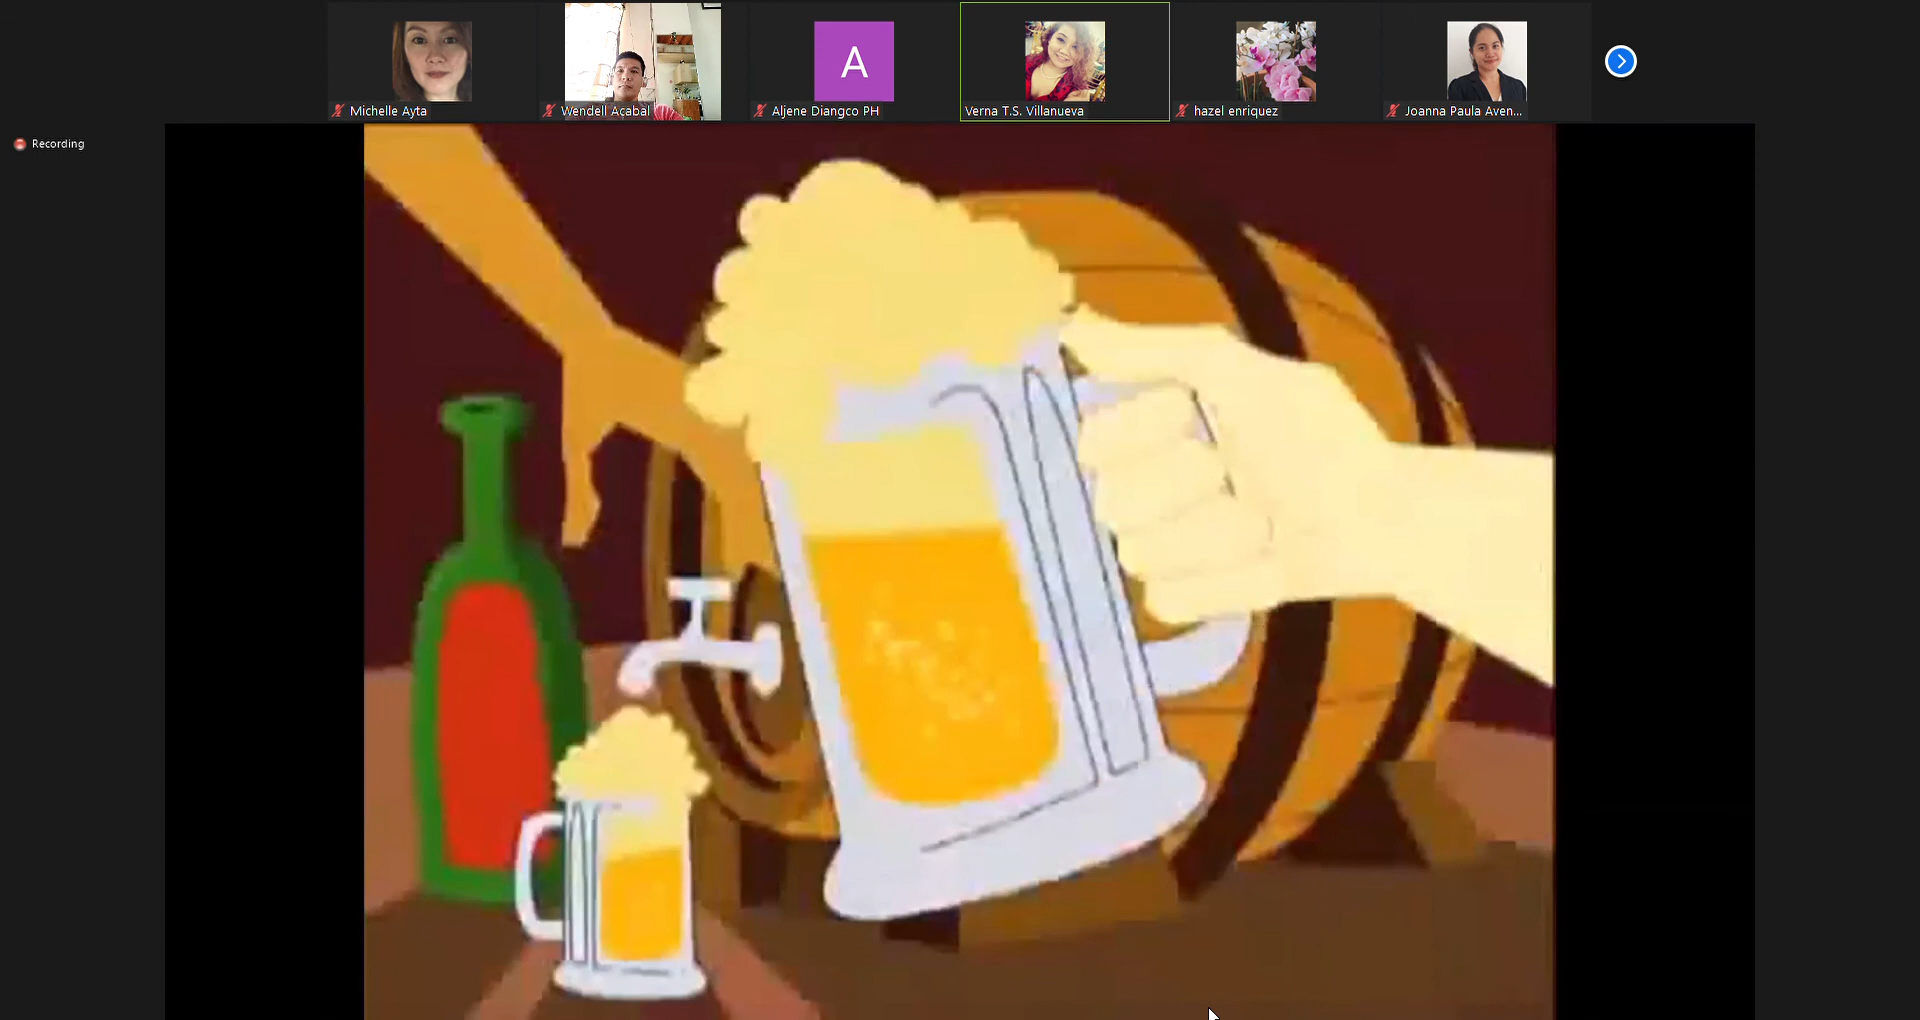 Michelle Ayta
Wendell Acabal
A
Aljene Diangco PH
Verna T.S. Villanueva
hazel enriquez
Joanna Paula Aven...
Recording